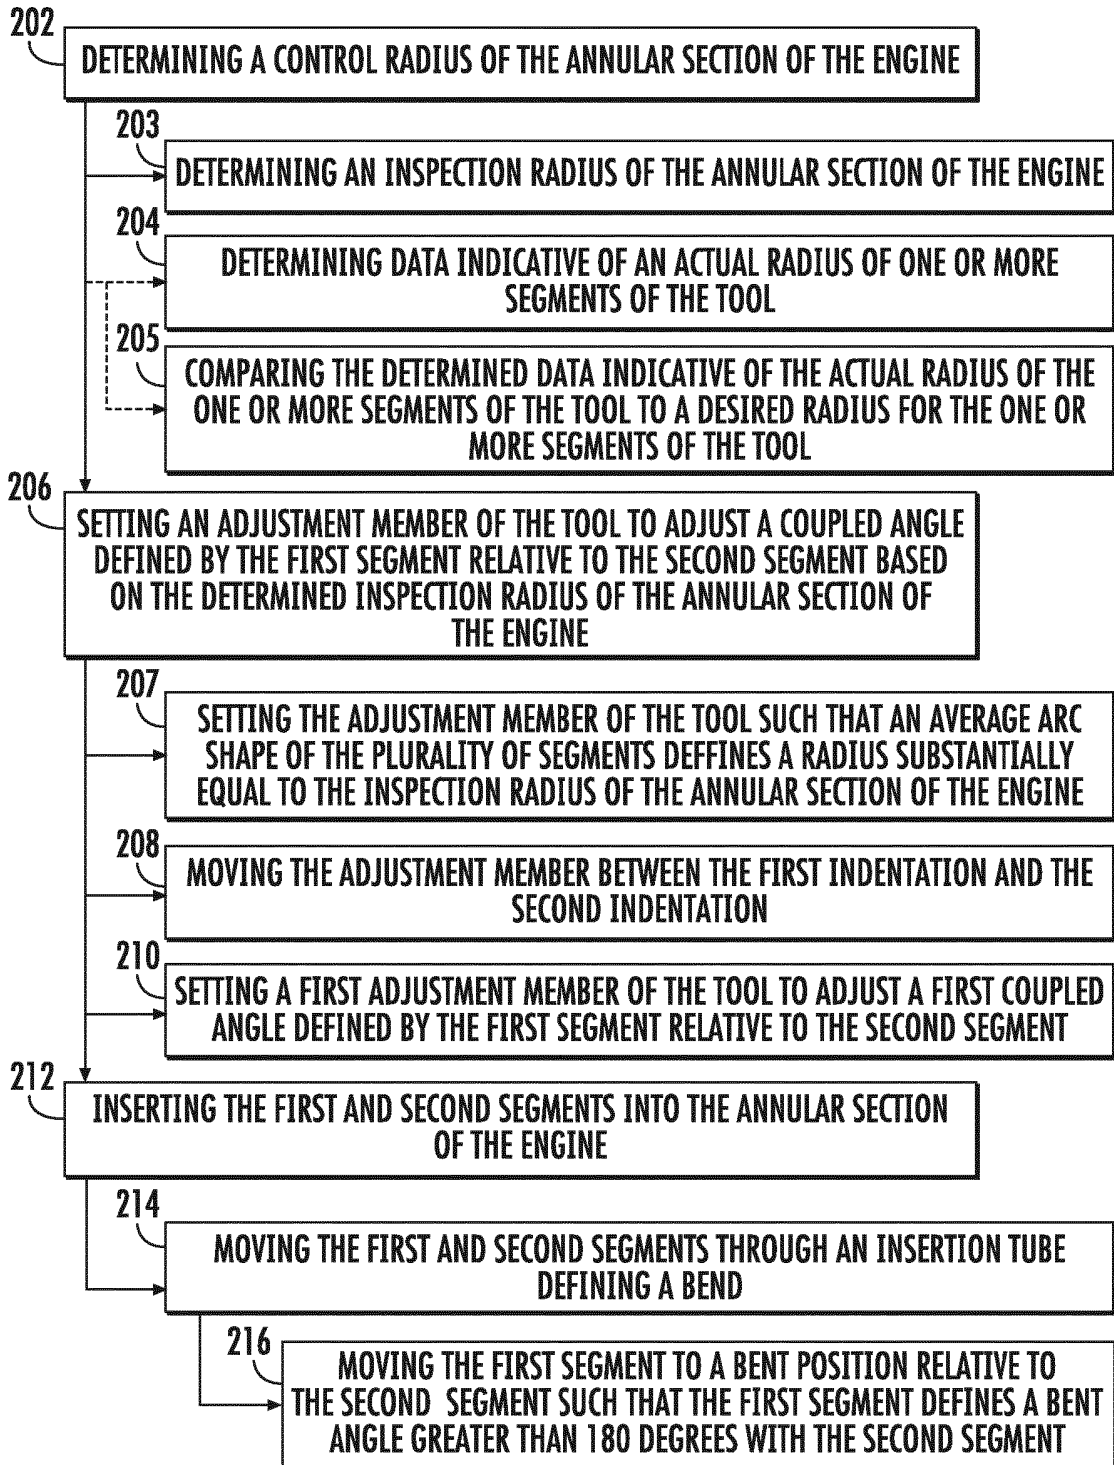 202
DETERMINING A CONTROL RADIUS OF THE ANNULAR SECTION OF THE ENGINE
203
DETERMINING AN INSPECTION RADIUS OF THE ANNULAR SECTION OF THE ENGINE
204
DETERMINING DATA INDICATIVE OF AN ACTUAL RADIUS OF ONE OR MORE
SEGMENTS OF THE TOOL
205
COMPARING THE DETERMINED DATA INDICATIVE OF THE ACTUAL RADIUS OF THE
ONE OR MORE SEGMENTS OF THE TOOL TO A DESIRED RADIUS FOR THE ONE OR
MORE SEGMENTS OF THE TOOL
206
SETTING AN ADJUSTMENT MEMBER OF THE TOOL TO ADJUST A COUPLED ANGLE
DEFINED BY THE FIRST SEGMENT RELATIVE TO THE SECOND SEGMENT BASED
ON THE DETERMINED INSPECTION RADIUS OF THE ANNULAR SECTION OF
THE ENGINE
207
SETTING THE ADJUSTMENT MEMBER OF THE TOOL SUCH THAT AN AVERAGE ARC
SHAPE OF THE PLURALITY OF SEGMENTS DEFFINES A RADIUS SUBSTANTIALLY
EQUAL TO THE INSPECTION RADIUS OF THE ANNULAR SECTION OF THE ENGINE
208
MOVING THE ADJUSTMENT MEMBER BETWEEN THE FIRST INDENTATION AND THE
SECOND INDENTATION
210
SETTING A FIRST ADJUSTMENT MEMBER OF THE TOOL TO ADJUST A FIRST COUPLED
ANGLE DEFINED BY THE FIRST SEGMENT RELATIVE TO THE SECOND SEGMENT
212
INSERTING THE FIRST AND SECOND SEGMENTS INTO THE ANNULAR SECTION
OF THE ENGINE
214
MOVING THE FIRST AND SECOND SEGMENTS THROUGH AN INSERTION TUBE
DEFINING A BEND
216
MOVING THE FIRST SEGMENT TO A BENT POSITION RELATIVE TO
THE SECOND SEGMENT SUCH THAT THE FIRST SEGMENT DEFINES A BENT
ANGLE GREATER THAN 180 DEGREES WITH THE SECOND SEGMENT